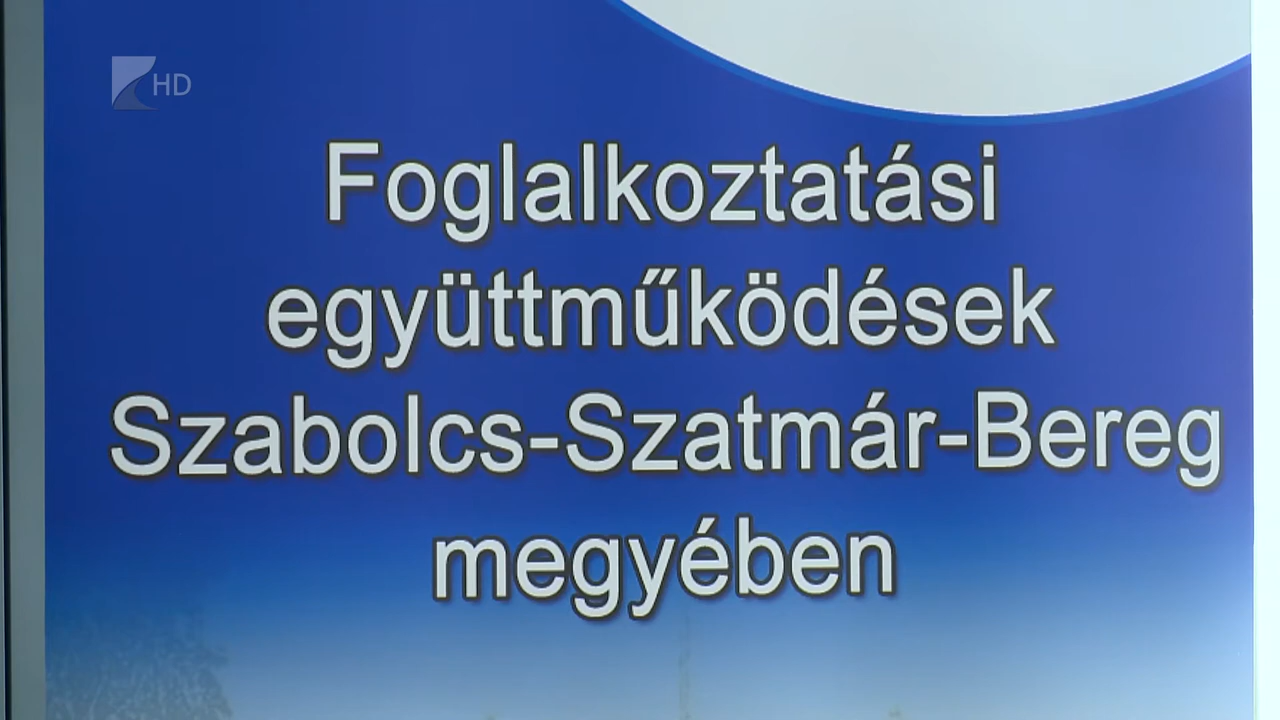 HD
Foglalkoztatási
együttműködések
Szabolcs-Szatmár-Bereg
megyében